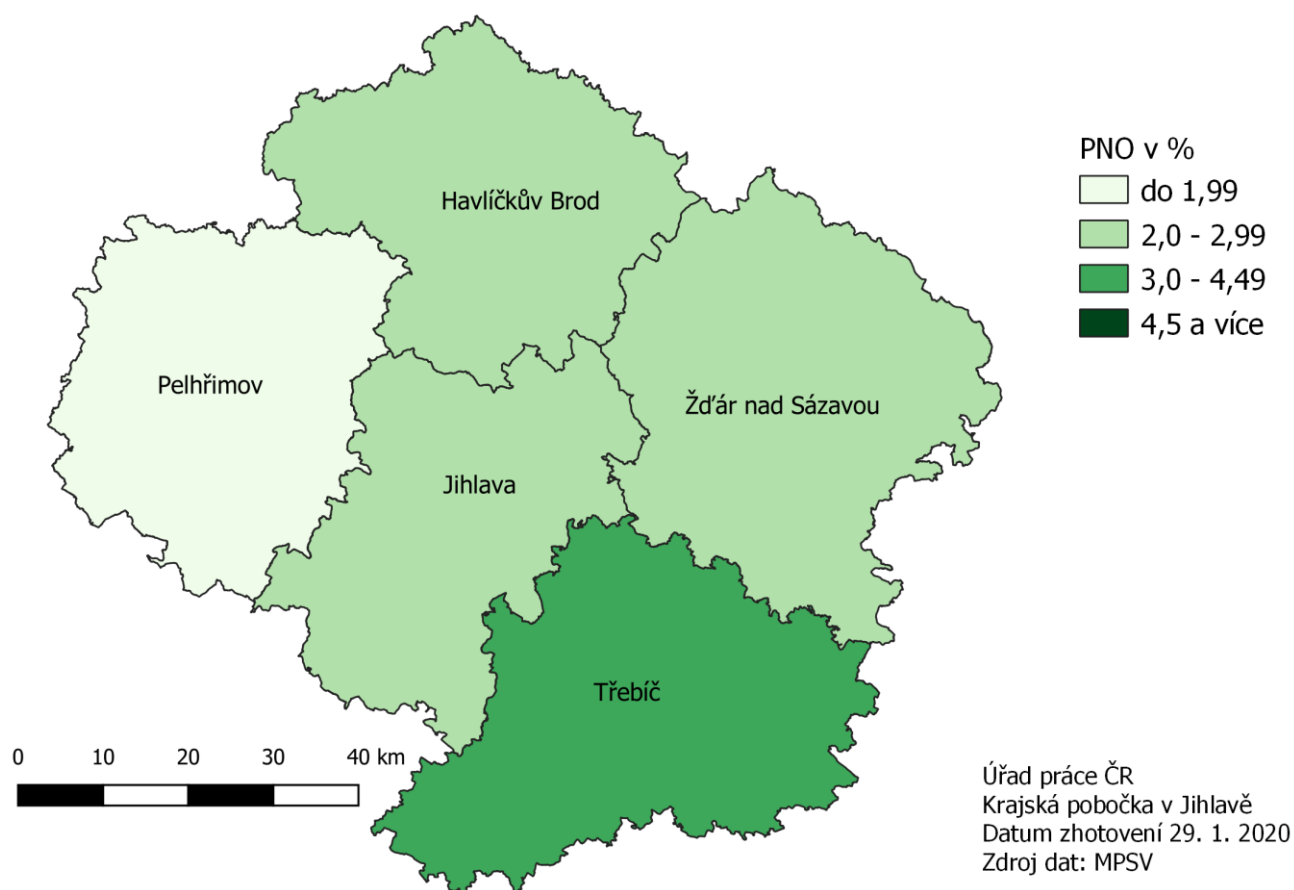 Havlíčkův Brod
Pelhřimov
Žďár nad Sázavou
Jihlava
Třebíč
PNO v %
do 1,99
2,0 - 2,99
3,0 - 4,49
4,5 a více
0 10 20 30 40 km
Úřad práce ČR
Krajská pobočka v Jihlavě
Datum zhotovení 29. 1. 2020
Zdroj dat: MPSV